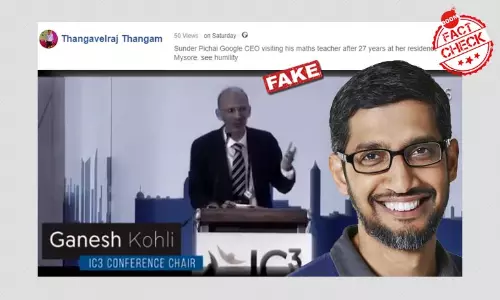 Thangavelraj Thangam
50 Views on Saturday
Sunder Pichai Google CEO visiting his maths teacher after 27 years at her residence
Mysore, see humility
100%
FACT
CHECK
FAKE
Ganesh Kohli
IC3 CONFERENCE CHAIR
IC3